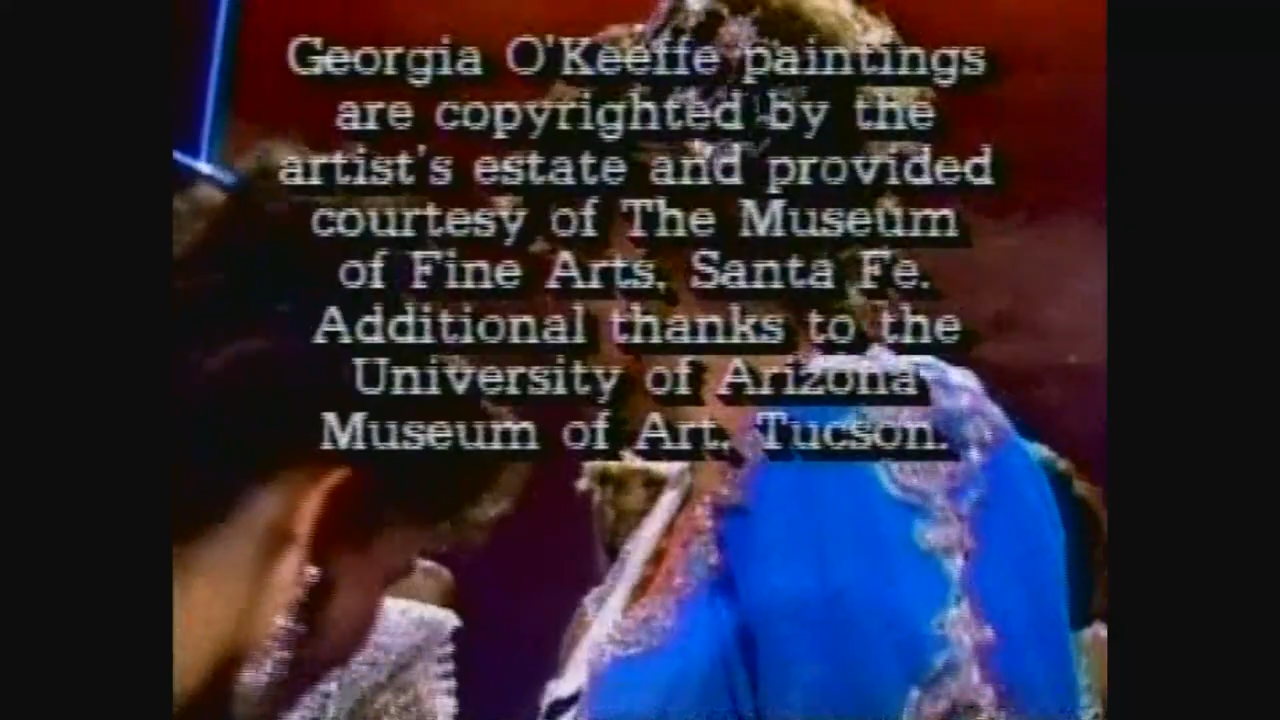 Georgia O'Keeffe paintings
are copyrighted by the
artist's estate and provided
courtesy of The Museum
of Fine Arts, Santa Fe.
Additional thanks to the
University of Arizona
Museum of Art, Tucson.